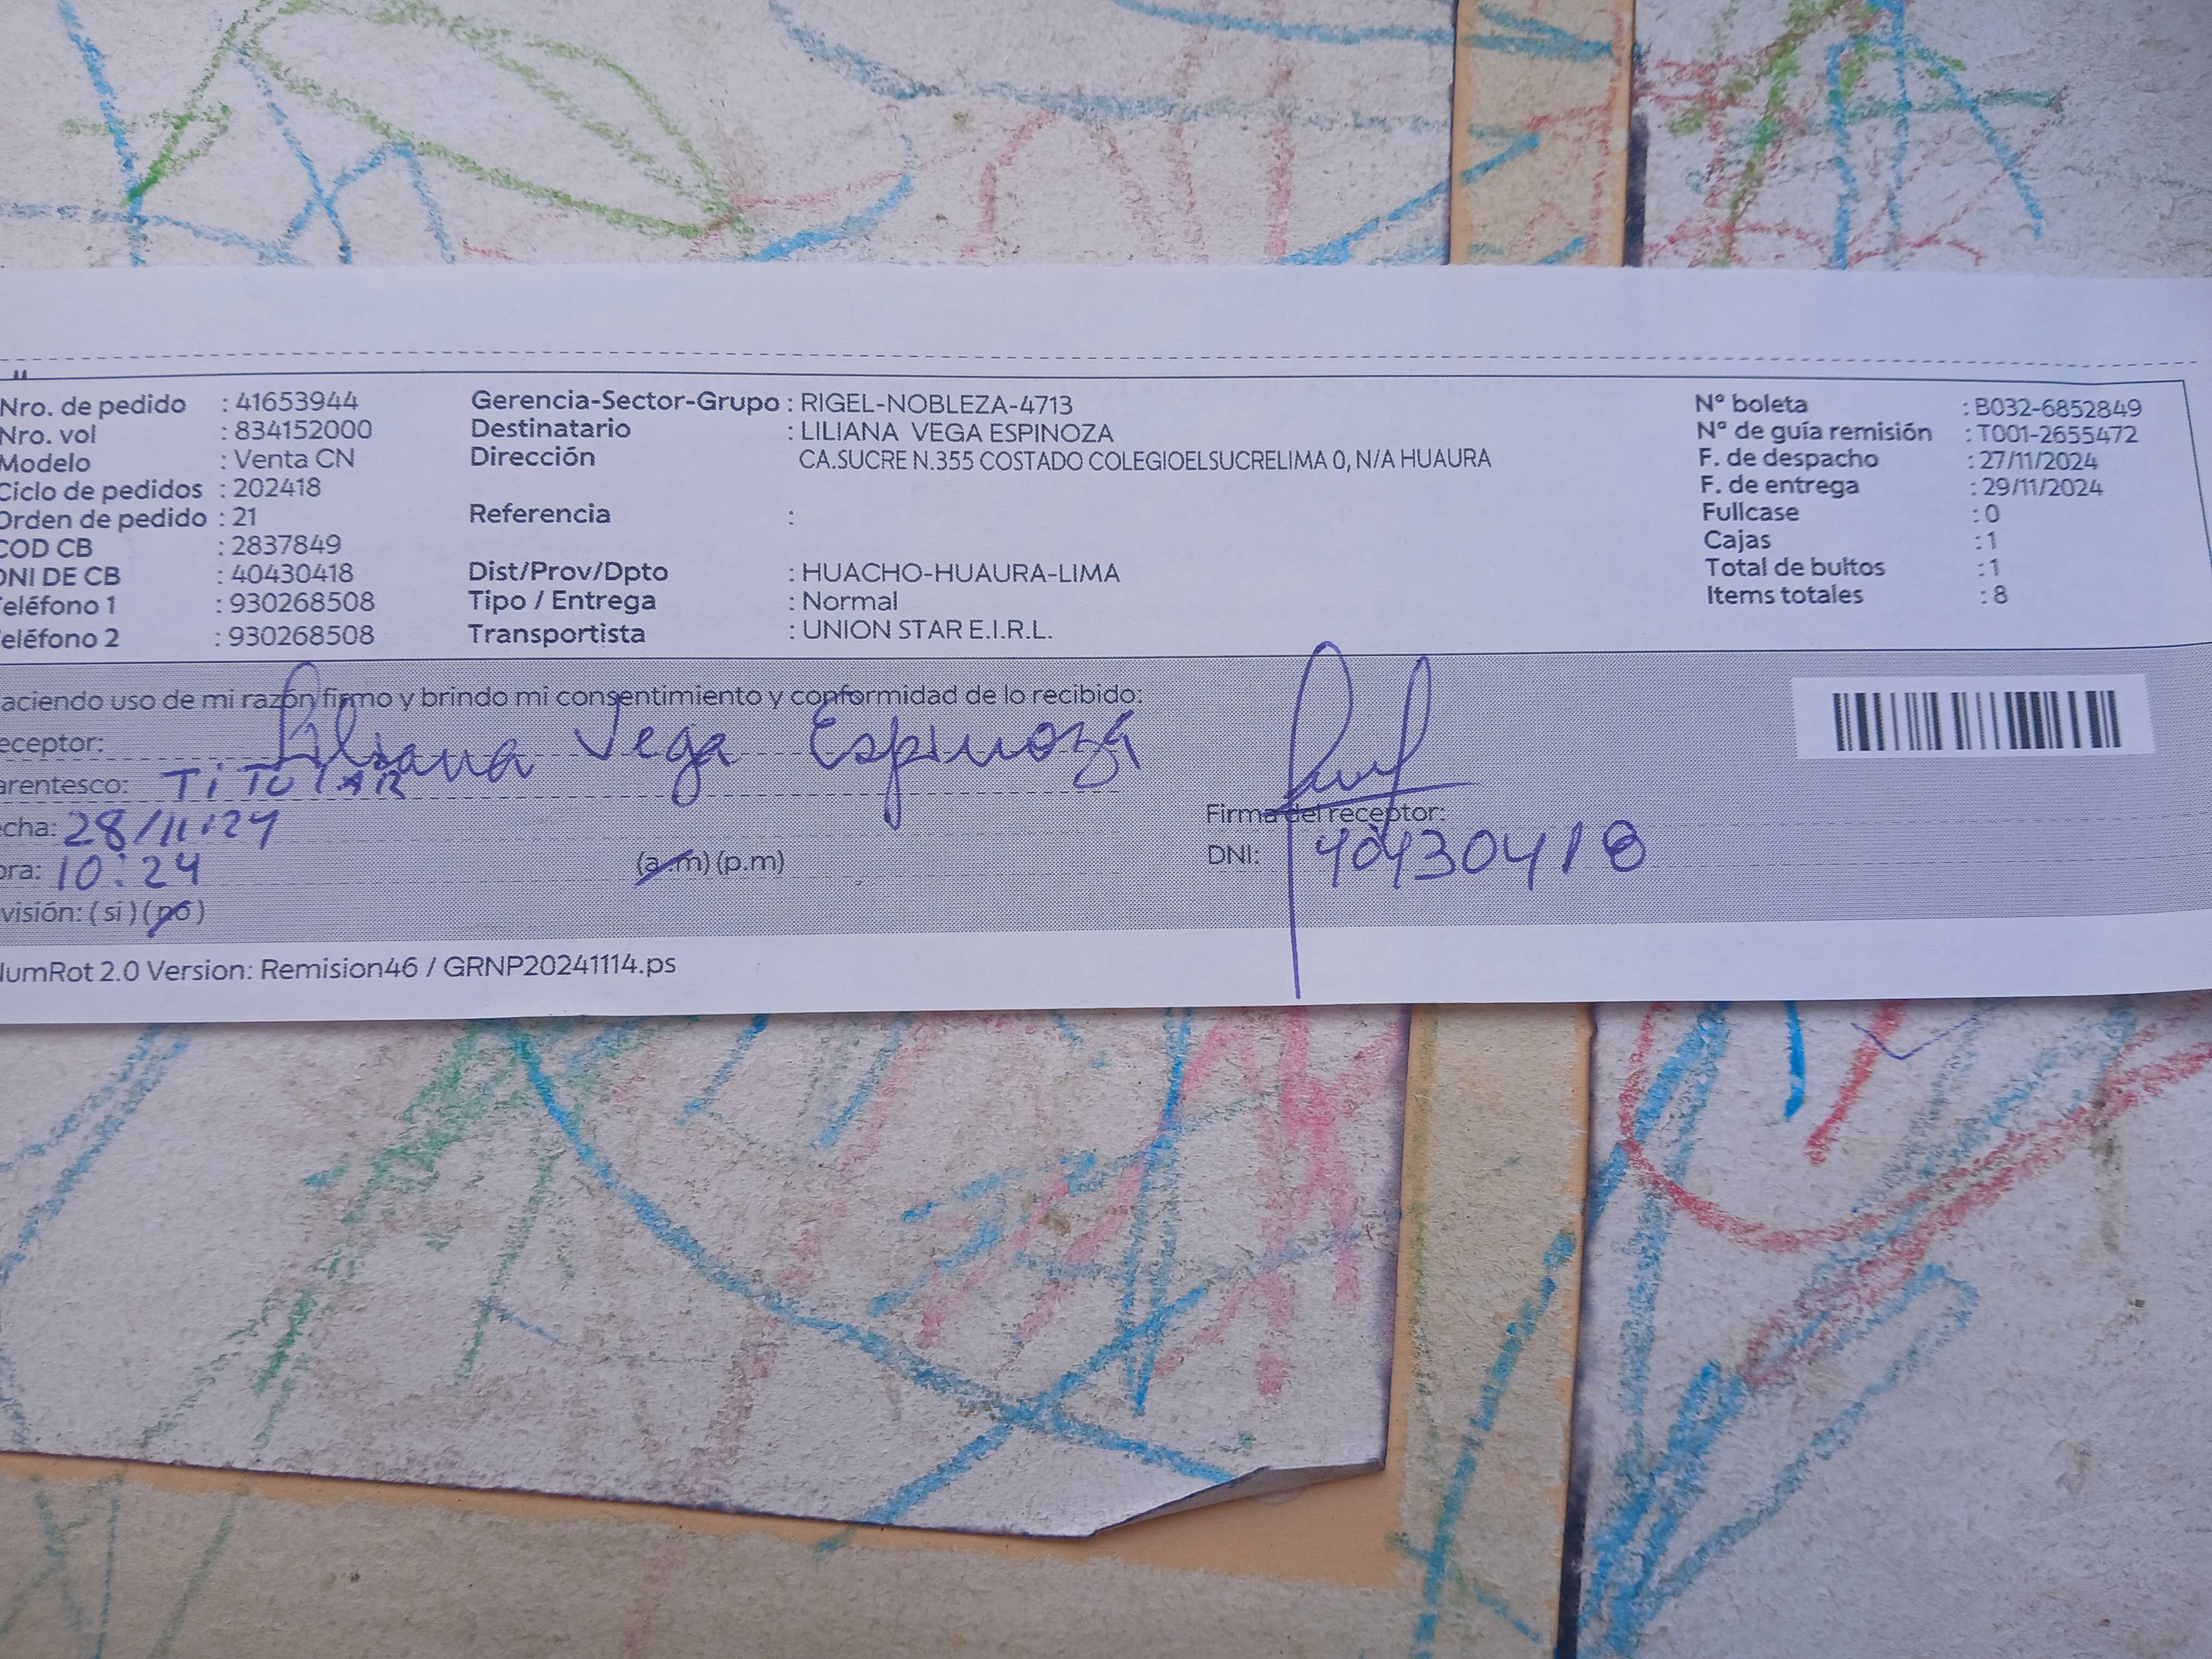 Nro. de pedido : 41653944 Gerencia-Sector-Grupo : RIGEL-NOBLEZA-4713 N° boleta : B032-6852849
Nro. vol : 834152000 Destinatario : LILIANA VEGA ESPINOZA N° de guía remisión : T001-2655472
Modelo : Venta CN Dirección CA.SUCRE N.355 COSTADO COLEGIOELSUCRELIMA 0, N/A HUAURA F. de despacho : 27/11/2024
Ciclo de pedidos : 202418 F. de entrega : 29/11/2024
Orden de pedido : 21 Referencia : Fullcase : 0
COD CB : 2837849 Cajas : 1
DNI DE CB : 40430418 Dist/Prov/Dpto : HUACHO-HUAURA-LIMA Total de bultos : 1
eléfono 1 : 930268508 Tipo / Entrega : Normal Items totales : 8
eléfono 2 : 930268508 Transportista : UNION STAR E.I.R.L.
aciendo uso de mi razón firmo y brindo mi consentimiento y conformidad de lo recibido:
eceptor: Liliana Vega Espinoza
arentesco: TiTULAR
echa: 28/11.24 Firma del receptor:
ora: 10:24 (a.m) (p.m) DNI: 40430418
visión: (si) (no)
umRot 2.0 Version: Remision46 / GRNP20241114.ps